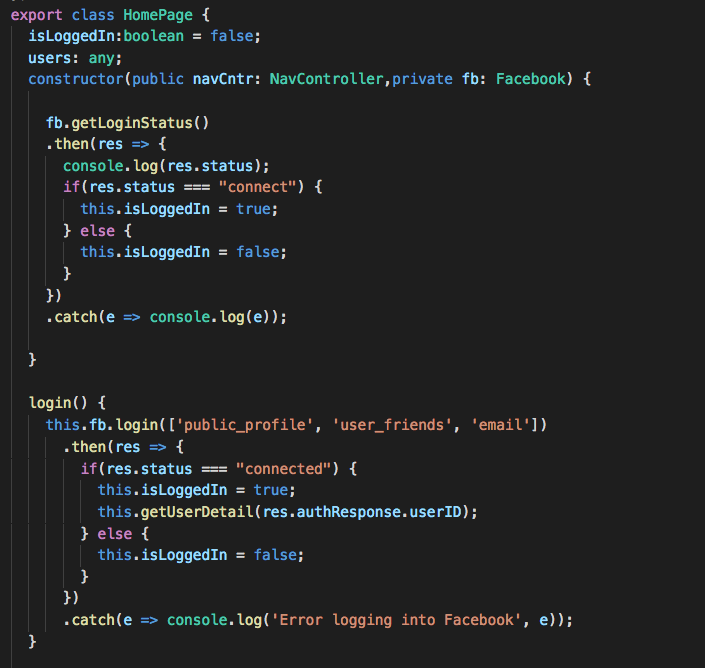 export class HomePage {
isLoggedIn:boolean = false;
users: any;
constructor(public navCntr: NavController,private fb: Facebook) {
fb.getLoginStatus()
.then(res => {
console.log(res.status);
if(res.status === "connect") {
this.isLoggedIn = true;
} else {
this.isLoggedIn = false;
}
})
.catch(e => console.log(e));
}
login() {
this.fb.login(['public_profile', 'user_friends', 'email'])
.then(res => {
if(res.status === "connected") {
this.isLoggedIn = true;
this.getUserDetail(res.authResponse.userID);
} else {
this.isLoggedIn = false;
}
})
.catch(e => console.log('Error logging into Facebook', e));
}